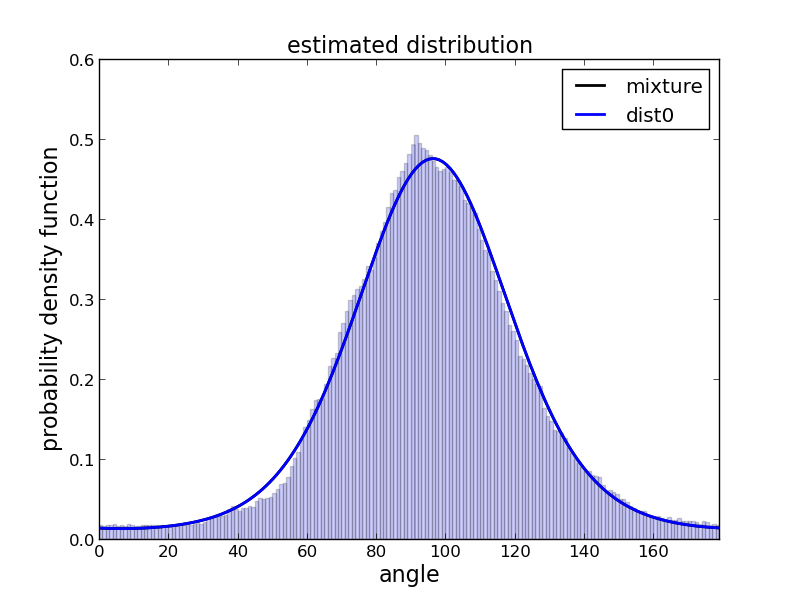 estimated distribution
mixture
dist0
probability density function
0.6
0.5
0.4
0.3
0.2
0.1
0.0
0 20 40 60 80 100 120 140 160
angle